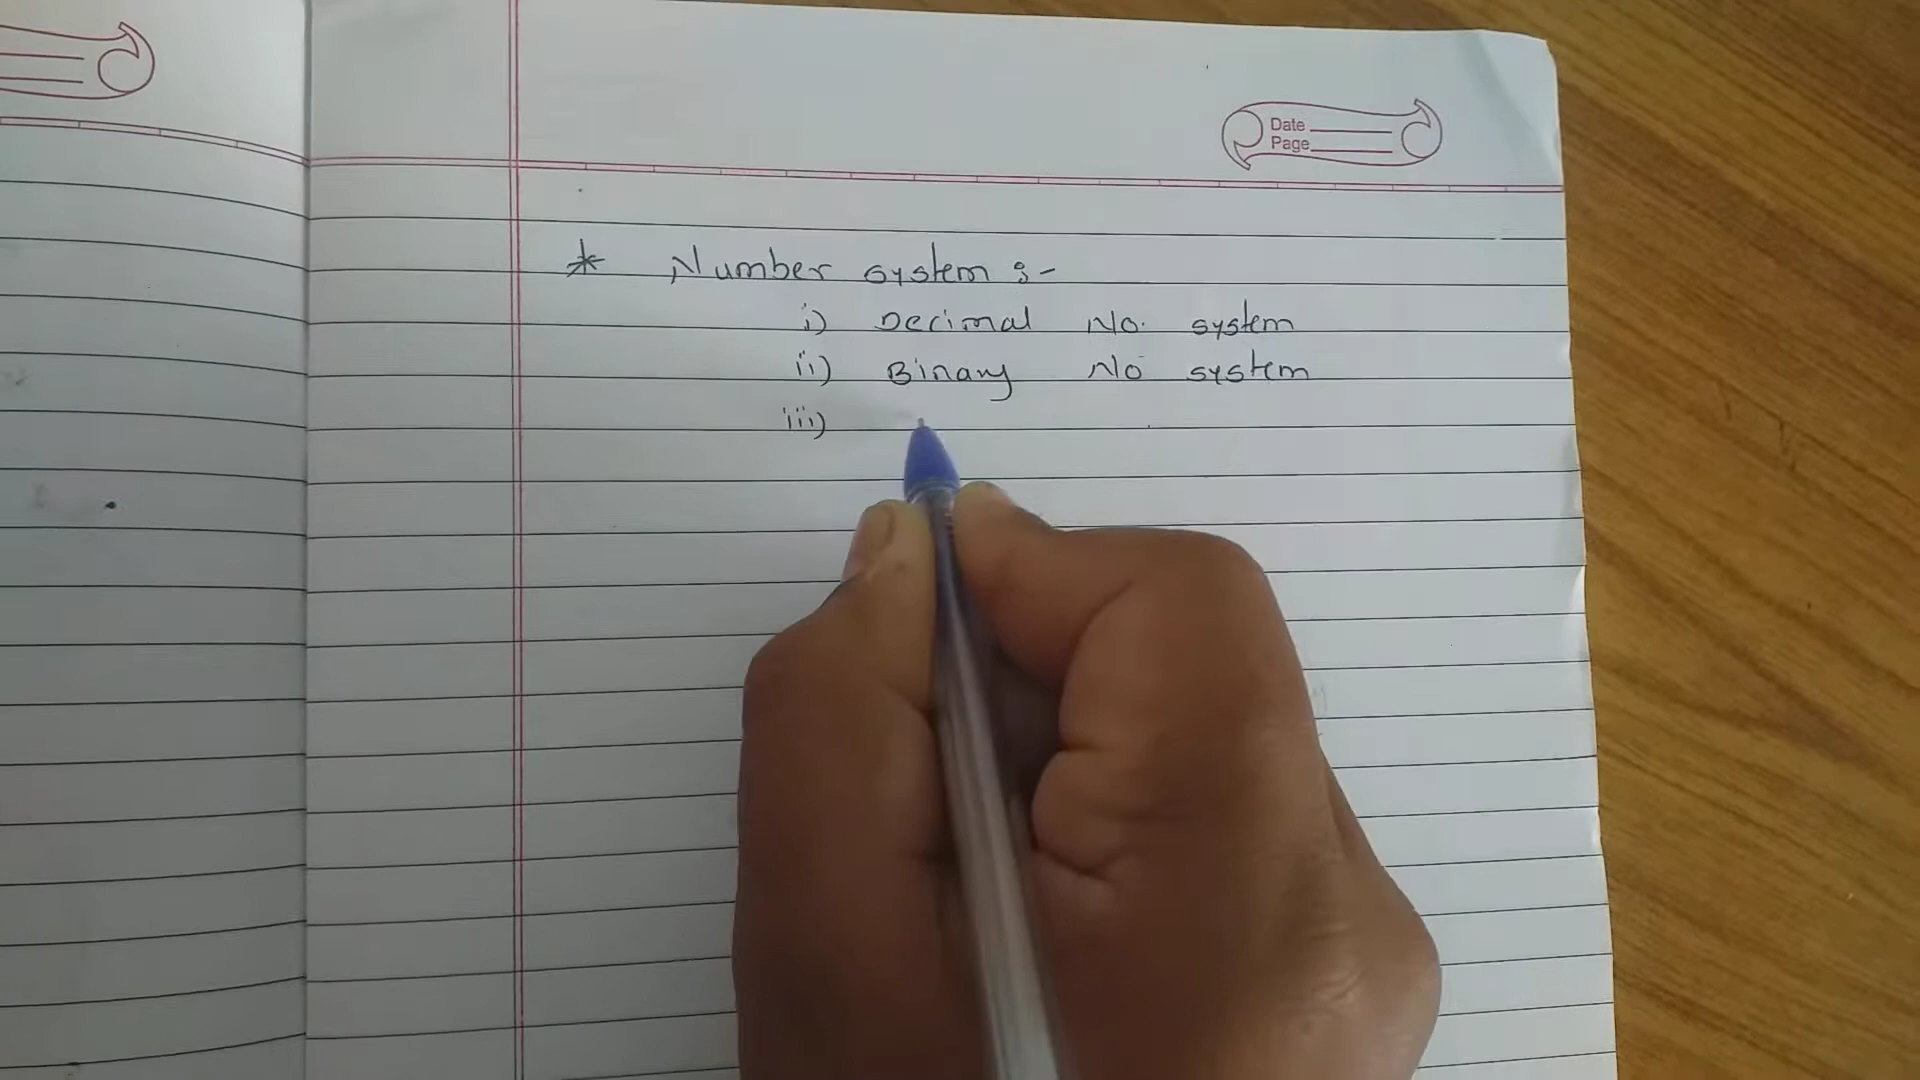 Date
Page
* Number system :-
i) Decimal No. system
ii) Binary No system
iii)